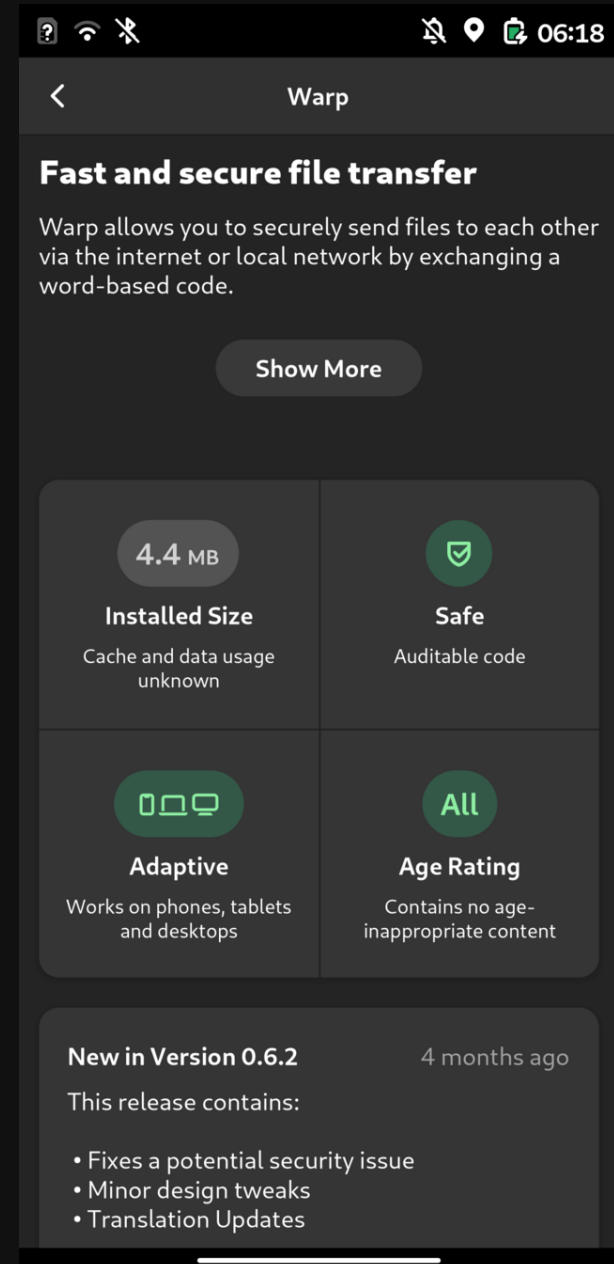 06:18
Warp
Fast and secure file transfer
Warp allows you to securely send files to each other
via the internet or local network by exchanging a
word-based code.
Show More
4.4 MB
Installed Size
Cache and data usage
unknown
Safe
Auditable code
Adaptive
Works on phones, tablets
and desktops
All
Age Rating
Contains no age-
inappropriate content
New in Version 0.6.2
4 months ago
This release contains:
• Fixes a potential security issue
• Minor design tweaks
• Translation Updates